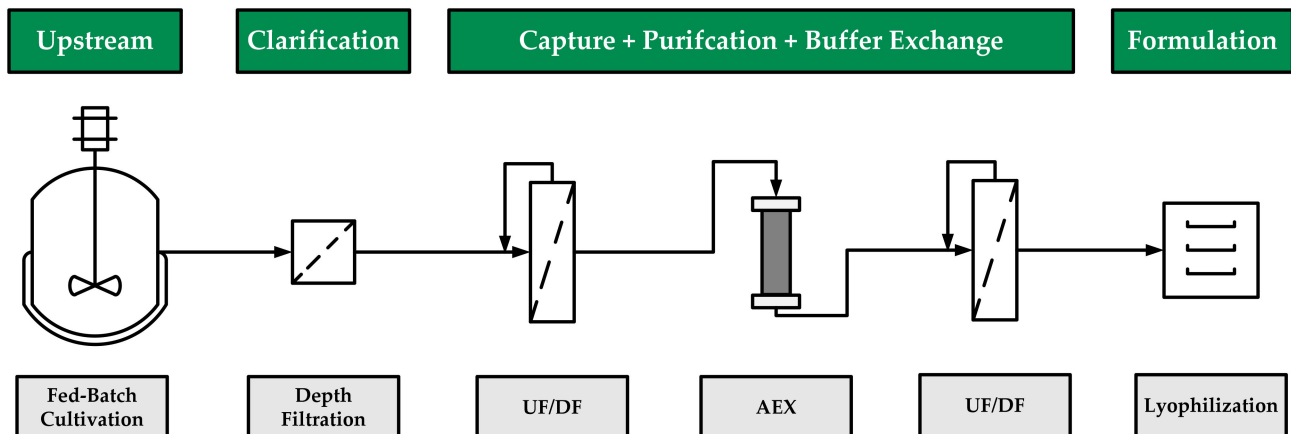 Upstream
Clarification
Capture + Purifcation + Buffer Exchange
Formulation
Fed-Batch
Cultivation
Depth
Filtration
UF/DF
AEX
UF/DF
Lyophilization